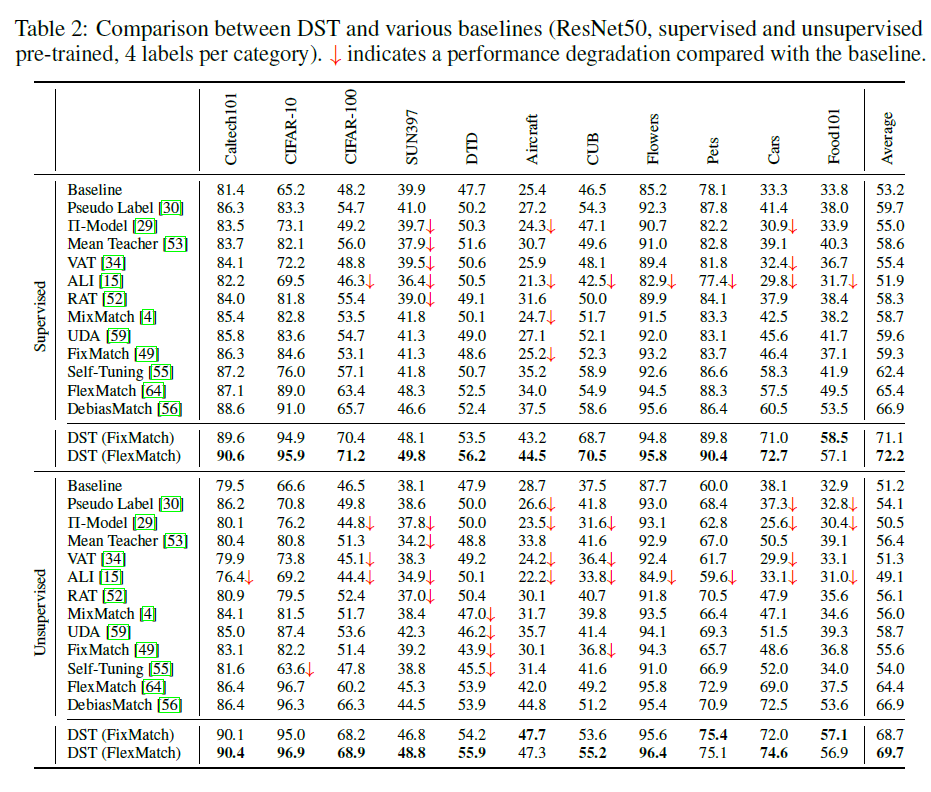 Table 2: Comparison between DST and various baselines (ResNet50, supervised and unsupervised
pre-trained, 4 labels per category). ↓ indicates a performance degradation compared with the baseline.
Caltech101 CIFAR-10 CIFAR-100 SUN397 DTD Aircraft CUB Flowers Pets Cars Food101 Average
Supervised
Baseline 81.4 65.2 48.2 39.9 47.7 25.4 46.5 85.2 78.1 33.3 33.8 53.2
Pseudo Label [30] 86.3 83.3 54.7 41.0 50.2 27.2 54.3 92.3 87.8 41.4 38.0 59.7
Π-Model [29] 83.5 73.1 49.2 39.7↓ 50.3 24.3↓ 47.1 90.7 82.2 30.9↓ 33.9 55.0
Mean Teacher [53] 83.7 82.1 56.0 37.9↓ 51.6 30.7 49.6 91.0 82.8 39.1 40.3 58.6
VAT [34] 84.1 72.2 48.8 39.5↓ 50.6 25.9 48.1 89.4 81.8 32.4↓ 36.7 55.4
ALI [15] 82.2 69.5 46.3↓ 36.4↓ 50.5 21.3↓ 42.5↓ 82.9↓ 77.4↓ 29.8↓ 31.7↓ 51.9
RAT [52] 84.0 81.8 55.4 39.0↓ 49.1 31.6 50.0 89.9 84.1 37.9 38.4 58.3
MixMatch [4] 85.4 82.8 53.5 41.8 50.1 24.7↓ 51.7 91.5 83.3 42.5 38.2 58.7
UDA [59] 85.8 83.6 54.7 41.3 49.0 27.1 52.1 92.0 83.1 45.6 41.7 59.6
FixMatch [49] 86.3 84.6 53.1 41.3 48.6 25.2↓ 52.3 93.2 83.7 46.4 37.1 59.3
Self-Tuning [55] 87.2 76.0 57.1 41.8 50.7 35.2 58.9 92.6 86.6 58.3 41.9 62.4
FlexMatch [64] 87.1 89.0 63.4 48.3 52.5 34.0 54.9 94.5 88.3 57.5 49.5 65.4
DebiasMatch [56] 88.6 91.0 65.7 46.6 52.4 37.5 58.6 95.6 86.4 60.5 53.5 66.9
DST (FixMatch) 89.6 94.9 70.4 48.1 53.5 43.2 68.7 94.8 89.8 71.0 58.5 71.1
DST (FlexMatch) 90.6 95.9 71.2 49.8 56.2 44.5 70.5 95.8 90.4 72.7 57.1 72.2
Unsupervised
Baseline 79.5 66.6 46.5 38.1 47.9 28.7 37.5 87.7 60.0 38.1 32.9 51.2
Pseudo Label [30] 86.2 70.8 49.8 38.6 50.0 26.6↓ 41.8 93.0 68.4 37.3↓ 32.8↓ 54.1
Π-Model [29] 80.1 76.2 44.8↓ 37.8↓ 50.0 23.5↓ 31.6↓ 93.1 62.8 25.6↓ 30.4↓ 50.5
Mean Teacher [53] 80.4 80.8 51.3 34.2↓ 48.8 33.8 41.6 92.9 67.0 50.5 39.1 56.4
VAT [34] 79.9 73.8 45.1↓ 38.3 49.2 24.2↓ 36.4↓ 92.4 61.7 29.9↓ 33.1 51.3
ALI [15] 76.4↓ 69.2 44.4↓ 34.9↓ 50.1 22.2↓ 33.8↓ 84.9↓ 59.6↓ 33.1↓ 31.0↓ 49.1
RAT [52] 80.9 79.5 52.4 37.0↓ 50.4 30.1 40.7 91.8 70.5 47.9 35.6 56.1
MixMatch [4] 84.1 81.5 51.7 38.4 47.0↓ 31.7 39.8 93.5 66.4 47.1 34.6 56.0
UDA [59] 85.0 87.4 53.6 42.3 46.2↓ 35.7 41.4 94.1 69.3 51.5 39.3 58.7
FixMatch [49] 83.1 82.2 51.4 39.2 43.9↓ 30.1 36.8↓ 94.3 65.7 48.6 36.8 55.6
Self-Tuning [55] 81.6 63.6↓ 47.8 38.8 45.5↓ 31.4 41.6 91.0 66.9 52.0 34.0 54.0
FlexMatch [64] 86.4 96.7 60.2 45.3 53.9 42.0 49.2 95.8 72.9 69.0 37.5 64.4
DebiasMatch [56] 86.4 96.3 66.3 44.5 53.9 44.8 51.2 95.4 70.9 72.5 53.6 66.9
DST (FixMatch) 90.1 95.0 68.2 46.8 54.2 47.7 53.6 95.6 75.4 72.0 57.1 68.7
DST (FlexMatch) 90.4 96.9 68.9 48.8 55.9 47.3 55.2 96.4 75.1 74.6 56.9 69.7